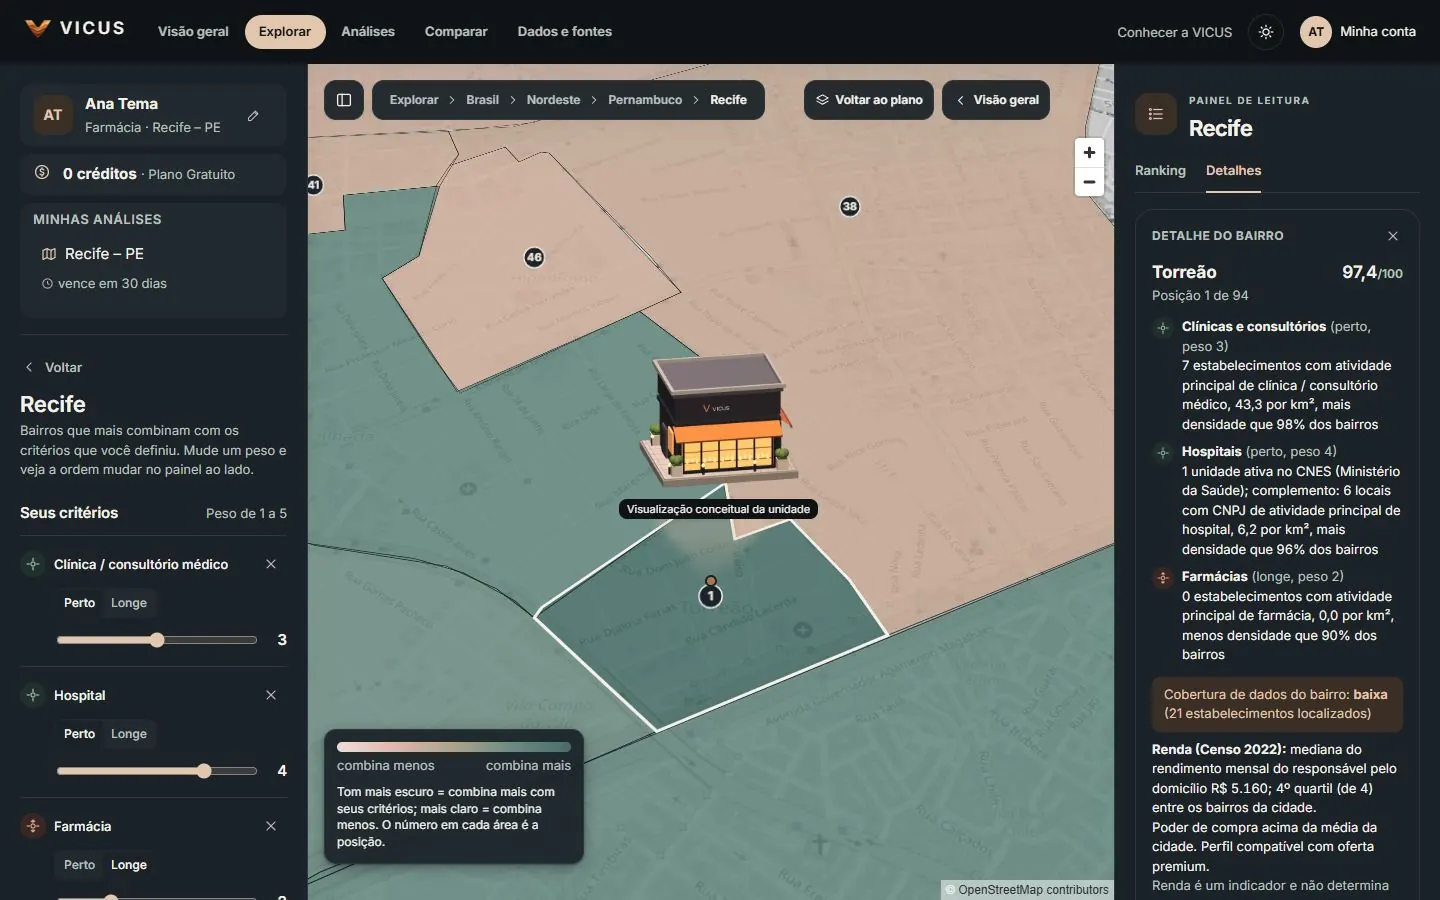 VICUS
Visão geral
Explorar
Análises
Comparar
Dados e fontes
Conhecer a VICUS
AT
Minha conta
AT
Ana Tema
Farmácia · Recife – PE
0 créditos · Plano Gratuito
MINHAS ANÁLISES
Recife – PE
vence em 30 dias
Voltar
Recife
Bairros que mais combinam com os
critérios que você definiu. Mude um peso e
veja a ordem mudar no painel ao lado.
Seus critérios
Peso de 1 a 5
Clínica / consultório médico
Perto Longe
3
Hospital
Perto Longe
4
Farmácia
Perto Longe
Explorar > Brasil > Nordeste > Pernambuco > Recife
Voltar ao plano
Visão geral
+
−
41
38
46
VICUS
Visualização conceitual da unidade
1
Torreão
combina menos
combina mais
Tom mais escuro = combina mais com
seus critérios; mais claro = combina
menos. O número em cada área é a
posição.
© OpenStreetMap contributors
PAINEL DE LEITURA
Recife
Ranking
Detalhes
DETALHE DO BAIRRO
Torreão
97,4/100
Posição 1 de 94
Clínicas e consultórios (perto,
peso 3)
7 estabelecimentos com atividade
principal de clínica / consultório
médico, 43,3 por km², mais
densidade que 98% dos bairros
Hospitais (perto, peso 4)
1 unidade ativa no CNES (Ministério
da Saúde); complemento: 6 locais
com CNPJ de atividade principal de
hospital, 6,2 por km², mais
densidade que 96% dos bairros
Farmácias (longe, peso 2)
0 estabelecimentos com atividade
principal de farmácia, 0,0 por km²,
menos densidade que 90% dos
bairros
Cobertura de dados do bairro: baixa
(21 estabelecimentos localizados)
Renda (Censo 2022): mediana do
rendimento mensal do responsável pelo
domicílio R$ 5.160; 4º quartil (de 4)
entre os bairros da cidade.
Poder de compra acima da média da
cidade. Perfil compatível com oferta
premium.
Renda é um indicador e não determina